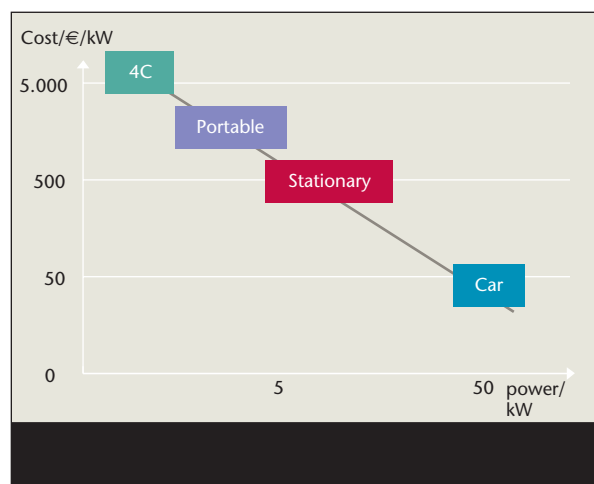 Cost/€/kW
4C
5.000
Portable
500
Stationary
50
Car
0
5
50
power/
kW